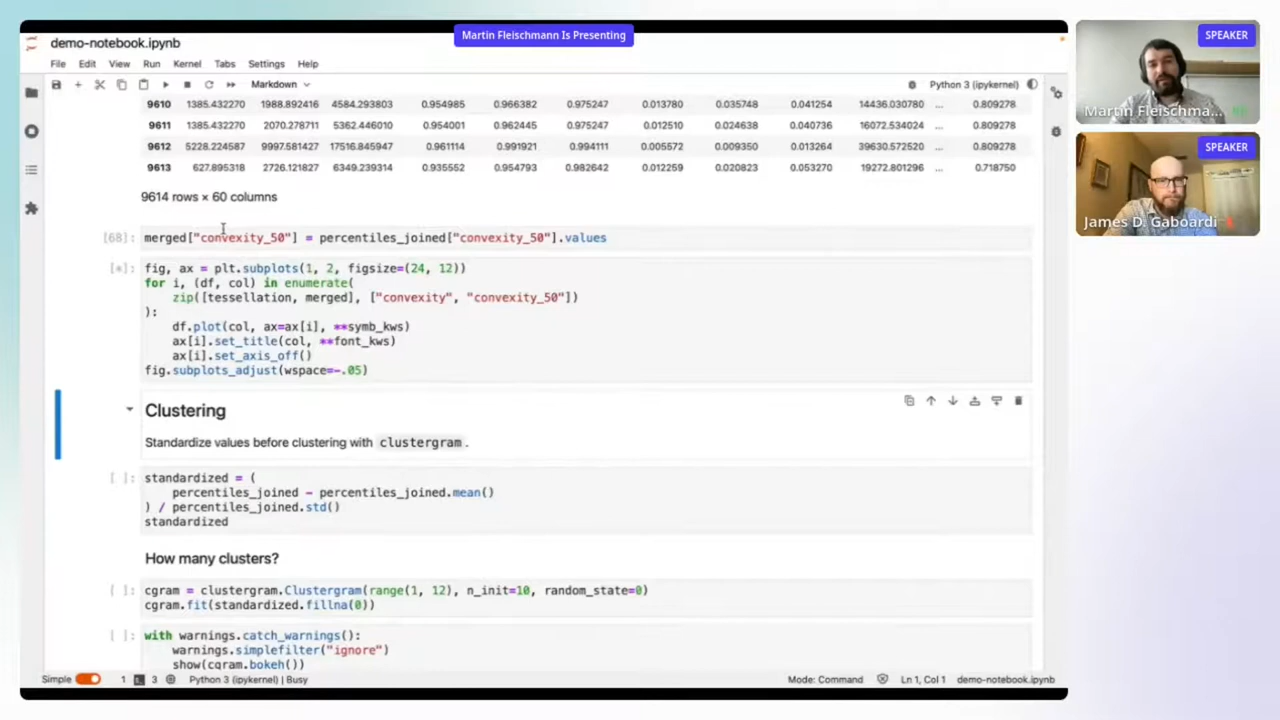 Martin Fleischmann Is Presenting
demo-notebook.ipynb
File Edit View Run Kernel Tabs Settings Help
Markdown
Python 3 (ipykernel)
9610 1385.432270 1988.892416 4584.293803 0.954985 0.966382 0.975247 0.013780 0.035748 0.041254 14436.030780 ... 0.809278
9611 1385.432270 2070.278711 5362.446010 0.954001 0.962445 0.975247 0.012510 0.024638 0.040736 16072.534024 ... 0.809278
9612 5228.224587 9997.581427 17516.845947 0.961114 0.991921 0.994111 0.005572 0.009350 0.013264 39630.572520 ... 0.809278
9613 627.895318 2726.121827 6349.239314 0.935552 0.954793 0.982642 0.012259 0.020823 0.053270 19272.801296 ... 0.718750
9614 rows × 60 columns
[68]: merged["convexity_50"] = percentiles_joined["convexity_50"].values
[*]: fig, ax = plt.subplots(1, 2, figsize=(24, 12))
for i, (df, col) in enumerate(
zip([tessellation, merged], ["convexity", "convexity_50"])
):
df.plot(col, ax=ax[i], **symb_kws)
ax[i].set_title(col, **font_kws)
ax[i].set_axis_off()
fig.subplots_adjust(wspace=-.05)
Clustering
Standardize values before clustering with clustergram.
[ ]: standardized = (
percentiles_joined - percentiles_joined.mean()
) / percentiles_joined.std()
standardized
How many clusters?
[ ]: cgram = clustergram.Clustergram(range(1, 12), n_init=10, random_state=0)
cgram.fit(standardized.fillna(0))
[ ]: with warnings.catch_warnings():
warnings.simplefilter("ignore")
show(cgram.bokeh())
Simple 1 3 Python 3 (ipykernel) | Busy Mode: Command Ln 1, Col 1 demo-notebook.ipynb
SPEAKER
Martin Fleischma...
SPEAKER
James D. Gaboardi